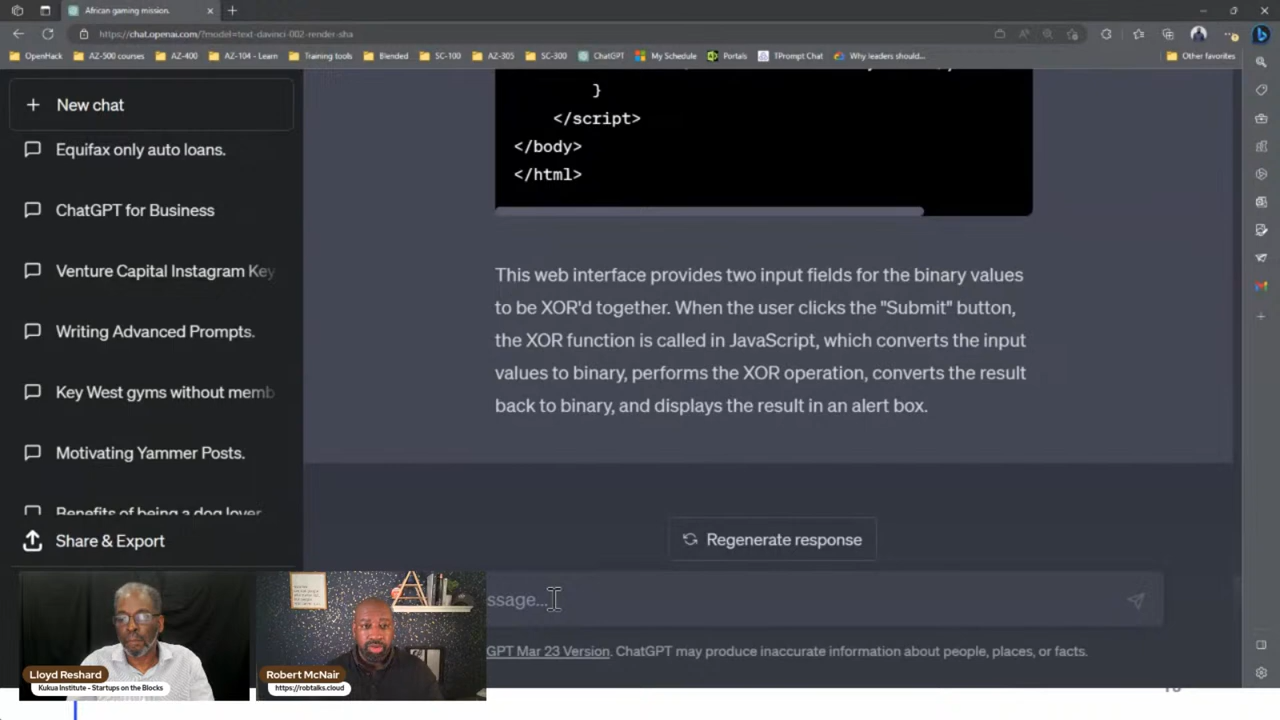 African gaming mission.
https://chat.openai.com/?model=text-davinci-002-render-sha
OpenHack AZ-500 courses AZ-400 AZ-104 - Learn Training tools Blended SC-100 AZ-305 SC-300 ChatGPT My Schedule Portals TPrompt Chat Why leaders should... Other favorites
+ New chat
Equifax only auto loans.
ChatGPT for Business
Venture Capital Instagram Key
Writing Advanced Prompts.
Key West gyms without memb
Motivating Yammer Posts.
Benefits of being a dog lover
Share & Export
}
</script>
</body>
</html>
This web interface provides two input fields for the binary values
to be XOR'd together. When the user clicks the "Submit" button,
the XOR function is called in JavaScript, which converts the input
values to binary, performs the XOR operation, converts the result
back to binary, and displays the result in an alert box.
Regenerate response
ssage...
GPT Mar 23 Version. ChatGPT may produce inaccurate information about people, places, or facts.
Lloyd Reshard
Kukua Institute - Startups on the Blocks
Robert McNair
https://robtalks.cloud